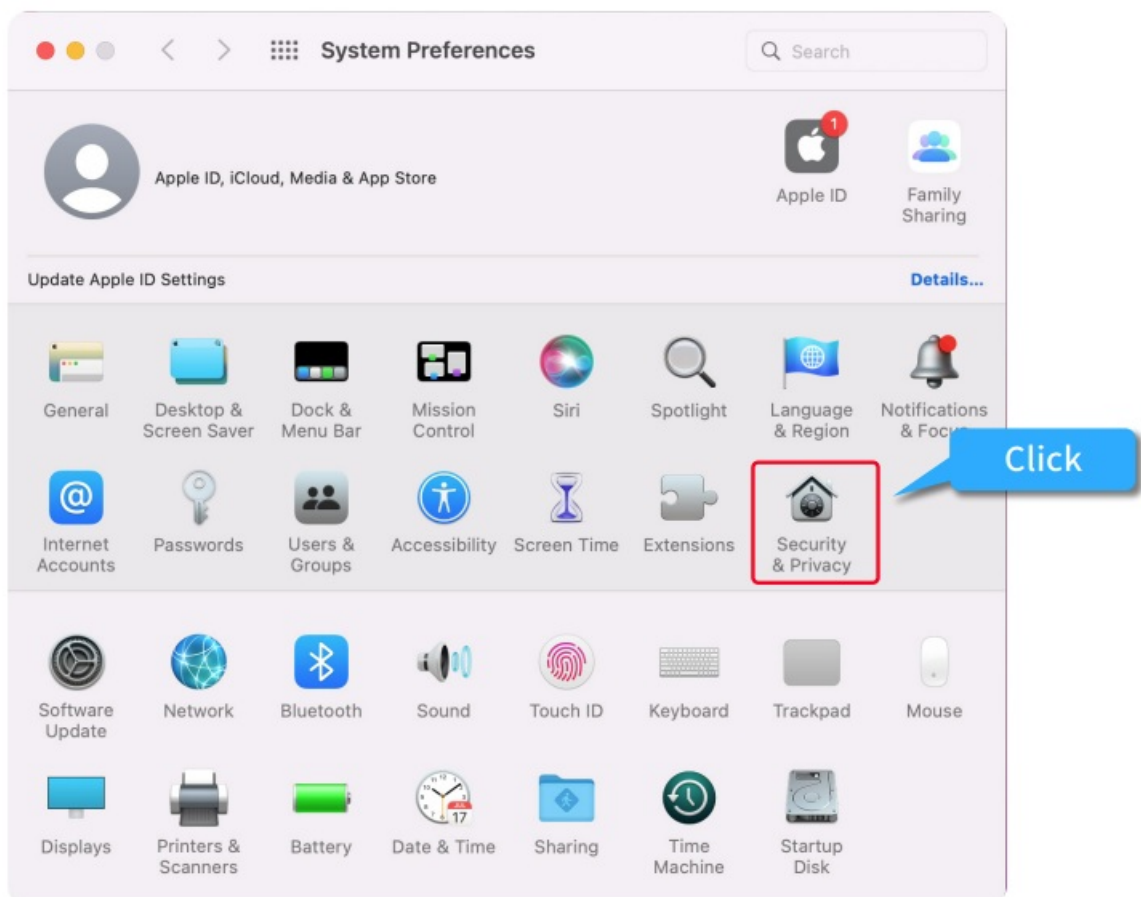 System Preferences
Search
Apple ID, iCloud, Media & App Store
1
Apple ID
Family
Sharing
Update Apple ID Settings
Details...
General
Desktop &
Screen Saver
Dock &
Menu Bar
Mission
Control
Siri
Spotlight
Language
& Region
Notifications
& Focus
Click
@
Internet
Accounts
Passwords
Users &
Groups
Accessibility
Screen Time
Extensions
Security
& Privacy
Software
Update
Network
Bluetooth
Sound
Touch ID
Keyboard
Trackpad
Mouse
JUL
17
Displays
Printers &
Scanners
Battery
Date & Time
Sharing
Time
Machine
Startup
Disk